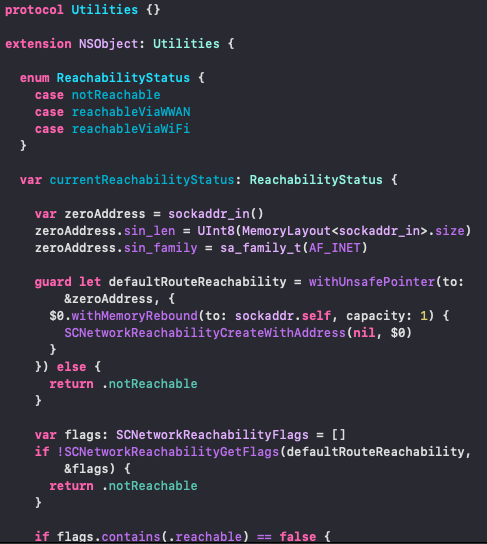 protocol Utilities {}
extension NSObject: Utilities {
enum ReachabilityStatus {
case notReachable
case reachableViaWWAN
case reachableViaWiFi
}
var currentReachabilityStatus: ReachabilityStatus {
var zeroAddress = sockaddr_in()
zeroAddress.sin_len = UInt8(MemoryLayout<sockaddr_in>.size)
zeroAddress.sin_family = sa_family_t(AF_INET)
guard let defaultRouteReachability = withUnsafePointer(to:
&zeroAddress, {
$0.withMemoryRebound(to: sockaddr.self, capacity: 1) {
SCNetworkReachabilityCreateWithAddress(nil, $0)
}
}) else {
return .notReachable
}
var flags: SCNetworkReachabilityFlags = []
if !SCNetworkReachabilityGetFlags(defaultRouteReachability,
&flags) {
return .notReachable
}
if flags.contains(.reachable) == false {